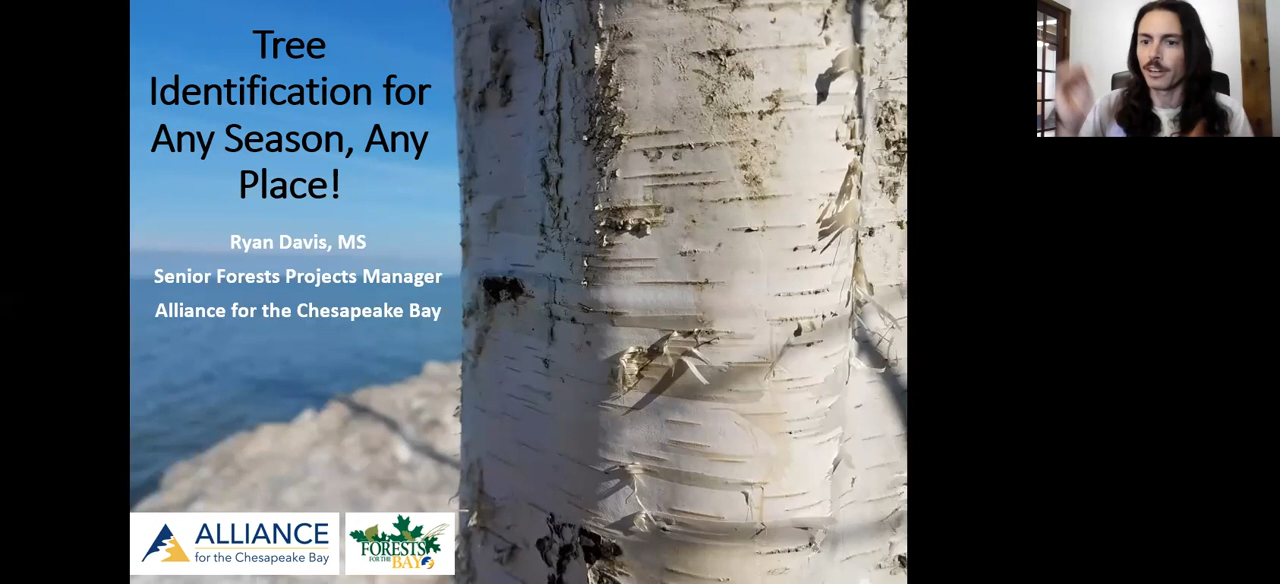 Tree
Identification for
Any Season, Any
Place!
Ryan Davis, MS
Senior Forests Projects Manager
Alliance for the Chesapeake Bay
ALLIANCE
for the Chesapeake Bay
FORESTS
FOR THE
BAY